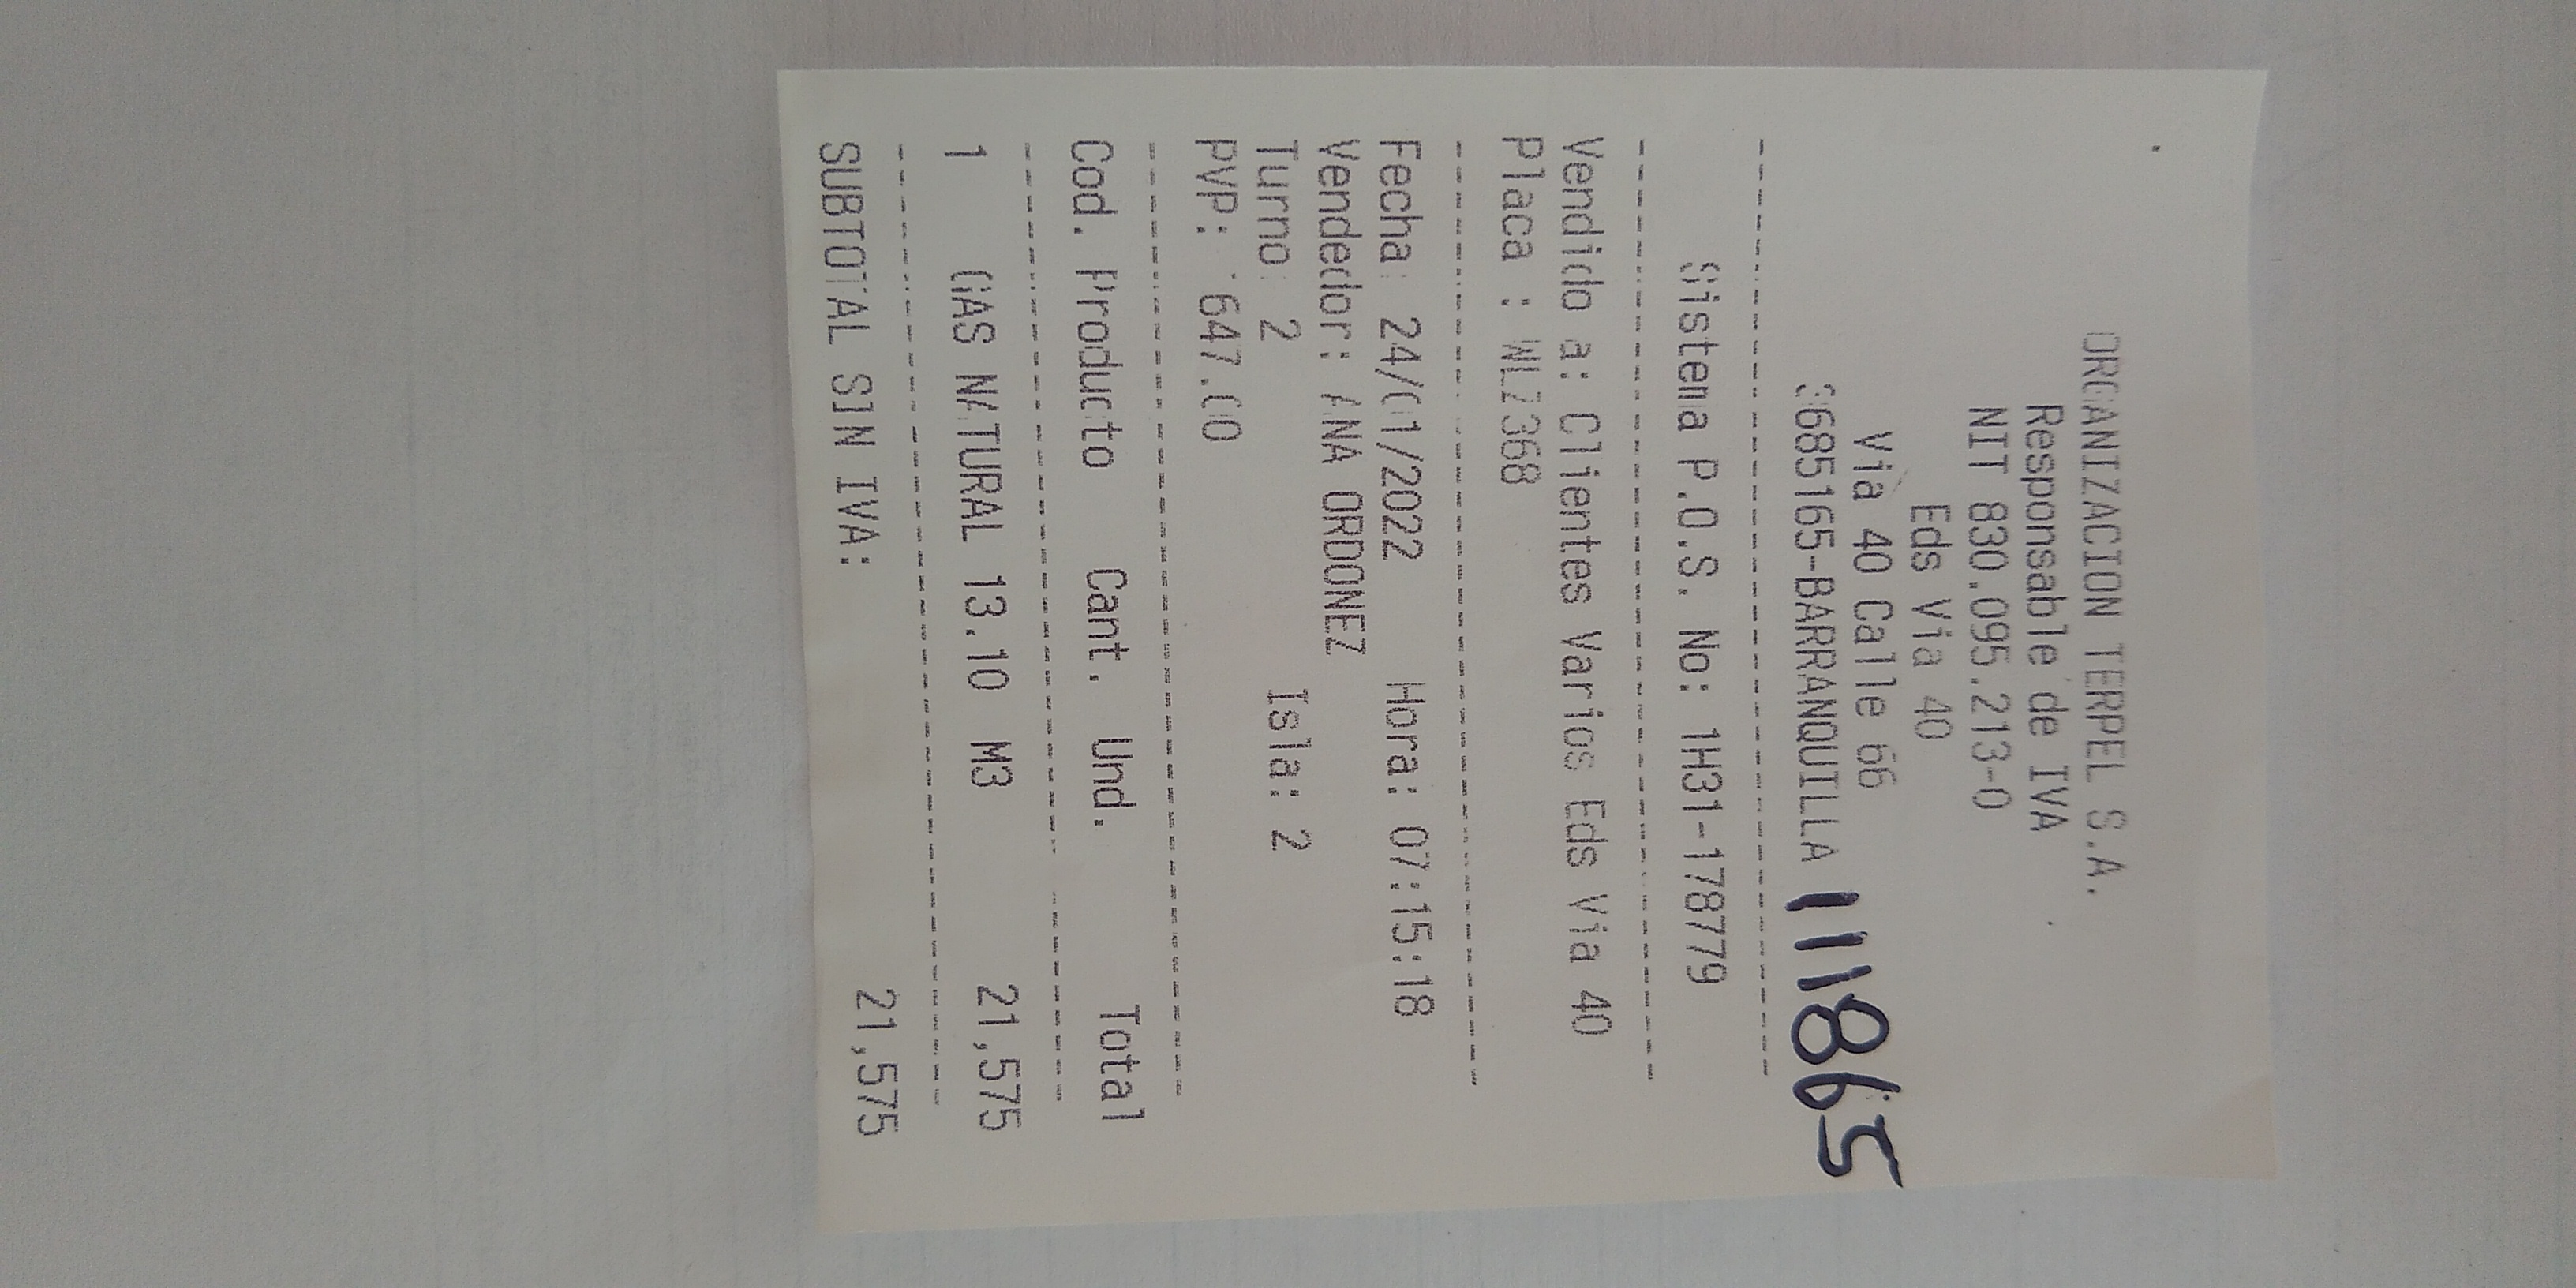 ORGANIZACION TERPEL S.A.
Responsable de IVA
NIT 830.095.213-0
Eds Via 40
Via 40 Calle 66
3685165-BARRANQUILLA 111865
Sistema P.O.S. No: 1H31-178779
Vendido a: Clientes Varios Eds Via 40
Placa : WLZ368
Fecha: 24/01/2022 Hora: 07:15:18
Vendedor: ANA ORDONEZ
Turno: 2 Isla: 2
PVP: 1647.00
Cod. Producto Cant. Und. Total
1 GAS NATURAL 13.10 M3 21,575
SUBTOTAL SIN IVA: 21,575